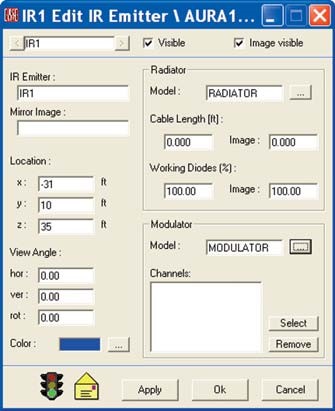 EASE IR1 Edit IR Emitter \ AURA1...
< IR1 > Visible Image visible
IR Emitter :
IR1
Mirror Image :
Location :
x : -31 ft
y : 10 ft
z : 35 ft
View Angle :
hor : 0.00
ver : 0.00
rot : 0.00
Color : ...
Radiator
Model : RADIATOR ...
Cable Length [ft] :
0.000 Image : 0.000
Working Diodes (%) :
100.00 Image : 100.00
Modulator
Model : MODULATOR ...
Channels:
Select
Remove
Apply Ok Cancel